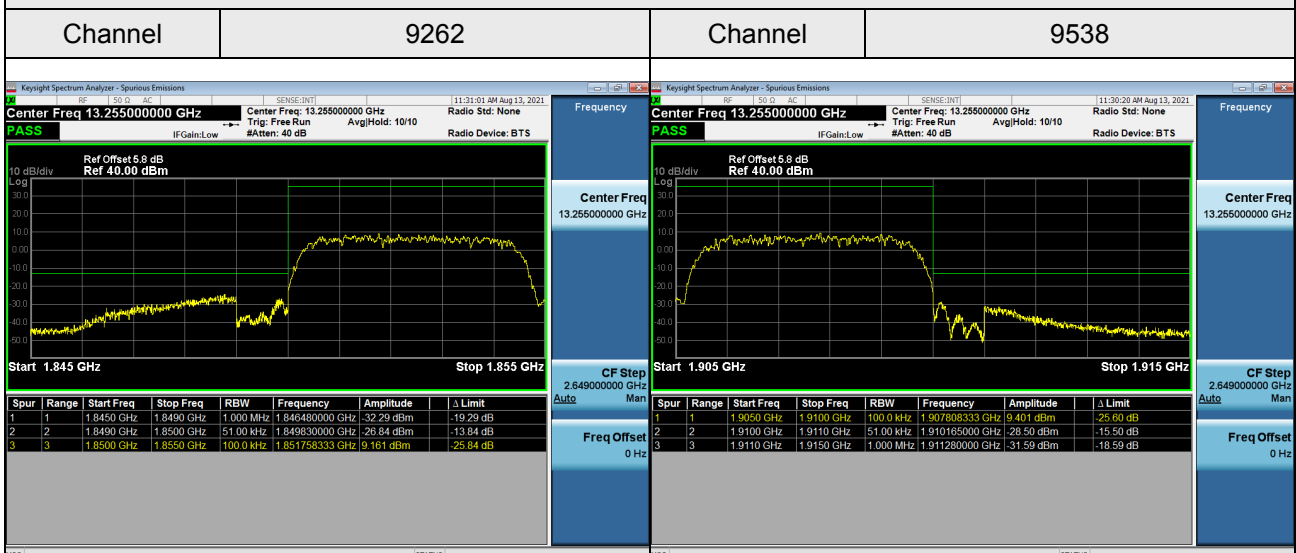 Channel 9262 Channel 9538
Keysight Spectrum Analyzer - Spurious Emissions
RF 50 Ω AC SENSE:INT 11:31:01 AM Aug 13, 2021
Center Freq 13.255000000 GHz Center Freq: 13.255000000 GHz Radio Std: None
Trig: Free Run Avg|Hold: 10/10
PASS IFGain:Low #Atten: 40 dB Radio Device: BTS
Ref Offset 5.8 dB
10 dB/div Ref 40.00 dBm
Log
30.0
20.0
10.0
0.00
-10.0
-20.0
-30.0
-40.0
-50.0
Start 1.845 GHz Stop 1.855 GHz
Spur Range Start Freq Stop Freq RBW Frequency Amplitude Δ Limit
1 1 1.8450 GHz 1.8490 GHz 1.000 MHz 1.846480000 GHz -32.29 dBm -19.29 dB
2 2 1.8490 GHz 1.8500 GHz 51.00 kHz 1.849830000 GHz -26.84 dBm -13.84 dB
3 3 1.8500 GHz 1.8550 GHz 100.0 kHz 1.851758333 GHz 9.161 dBm -25.84 dB
Frequency
Center Freq
13.255000000 GHz
CF Step
2.649000000 GHz
Auto Man
Freq Offset
0 Hz
Keysight Spectrum Analyzer - Spurious Emissions
RF 50 Ω AC SENSE:INT 11:30:20 AM Aug 13, 2021
Center Freq 13.255000000 GHz Center Freq: 13.255000000 GHz Radio Std: None
Trig: Free Run Avg|Hold: 10/10
PASS IFGain:Low #Atten: 40 dB Radio Device: BTS
Ref Offset 5.8 dB
10 dB/div Ref 40.00 dBm
Log
30.0
20.0
10.0
0.00
-10.0
-20.0
-30.0
-40.0
-50.0
Start 1.905 GHz Stop 1.915 GHz
Spur Range Start Freq Stop Freq RBW Frequency Amplitude Δ Limit
1 1 1.9050 GHz 1.9100 GHz 100.0 kHz 1.907808333 GHz 9.401 dBm -25.60 dB
2 2 1.9100 GHz 1.9110 GHz 51.00 kHz 1.910165000 GHz -28.50 dBm -15.50 dB
3 3 1.9110 GHz 1.9150 GHz 1.000 MHz 1.911280000 GHz -31.59 dBm -18.59 dB
Frequency
Center Freq
13.255000000 GHz
CF Step
2.649000000 GHz
Auto Man
Freq Offset
0 Hz